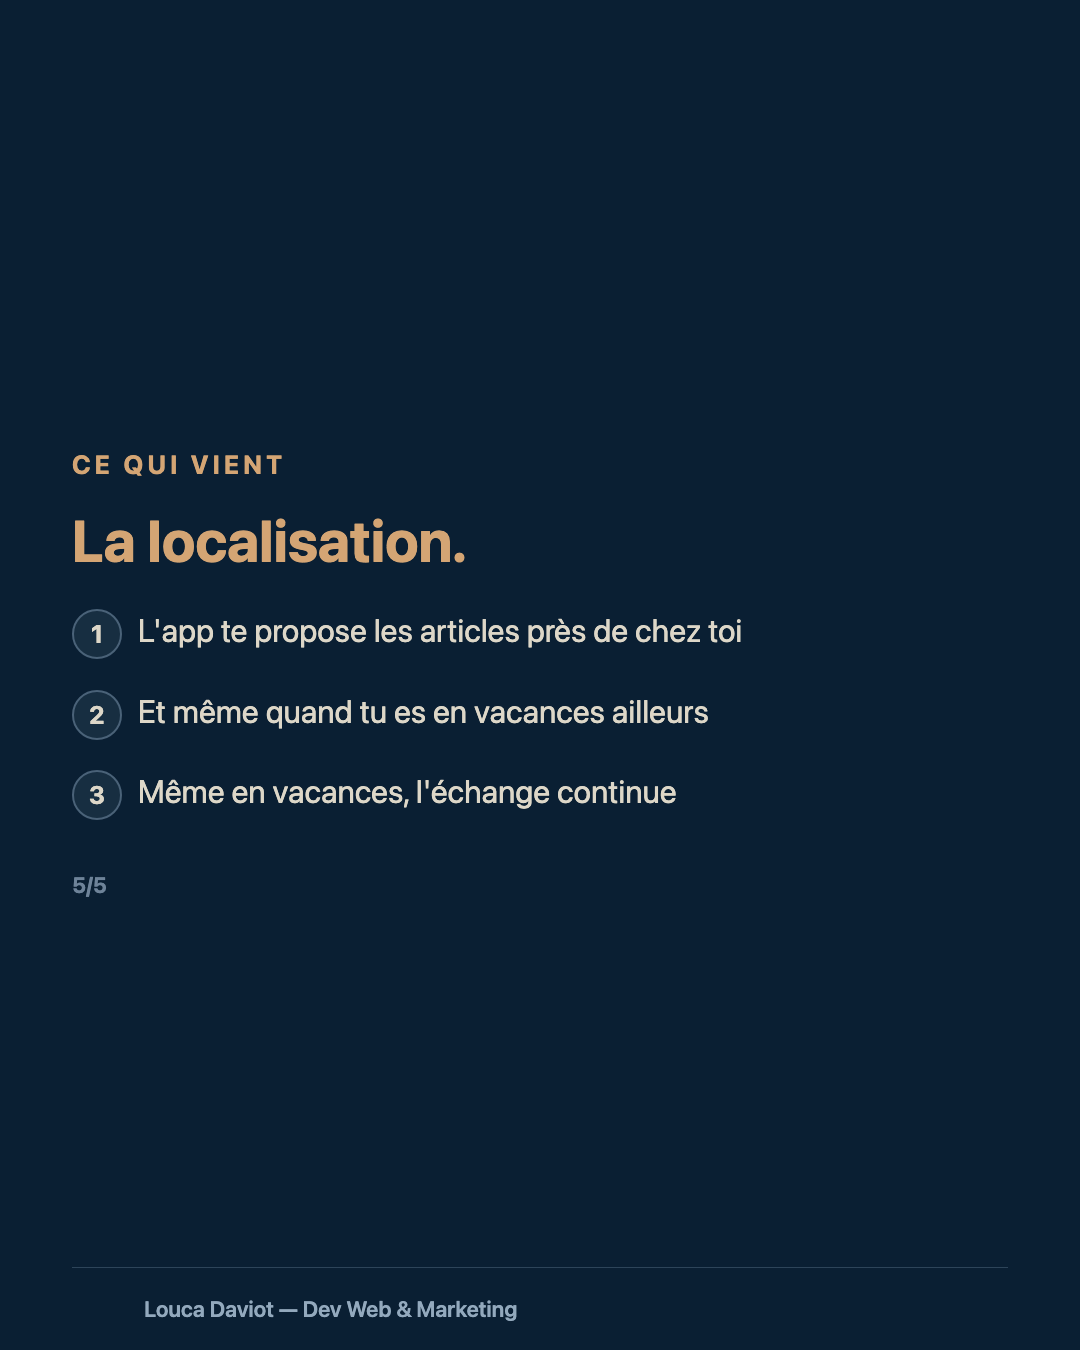 CE QUI VIENT
La localisation.
1 L'app te propose les articles près de chez toi
2 Et même quand tu es en vacances ailleurs
3 Même en vacances, l'échange continue
5/5
Louca Daviot — Dev Web & Marketing